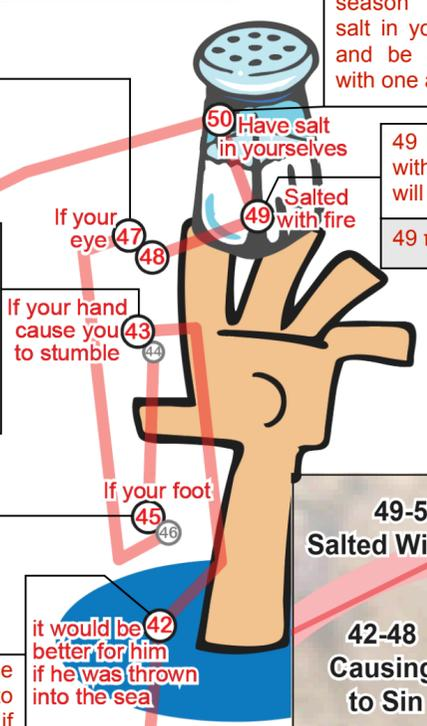 season
salt in yo
and be
with one a
50 Have salt
in yourselves
49
with
will
49 Salted
with fire
49
If your
eye 47
48
If your hand
cause you
to stumble
43
44
If your foot
45
46
49-5
Salted Wi
42
it would be
better for him
if he was thrown
into the sea
42-48
Causing
to Sin
e
to
if